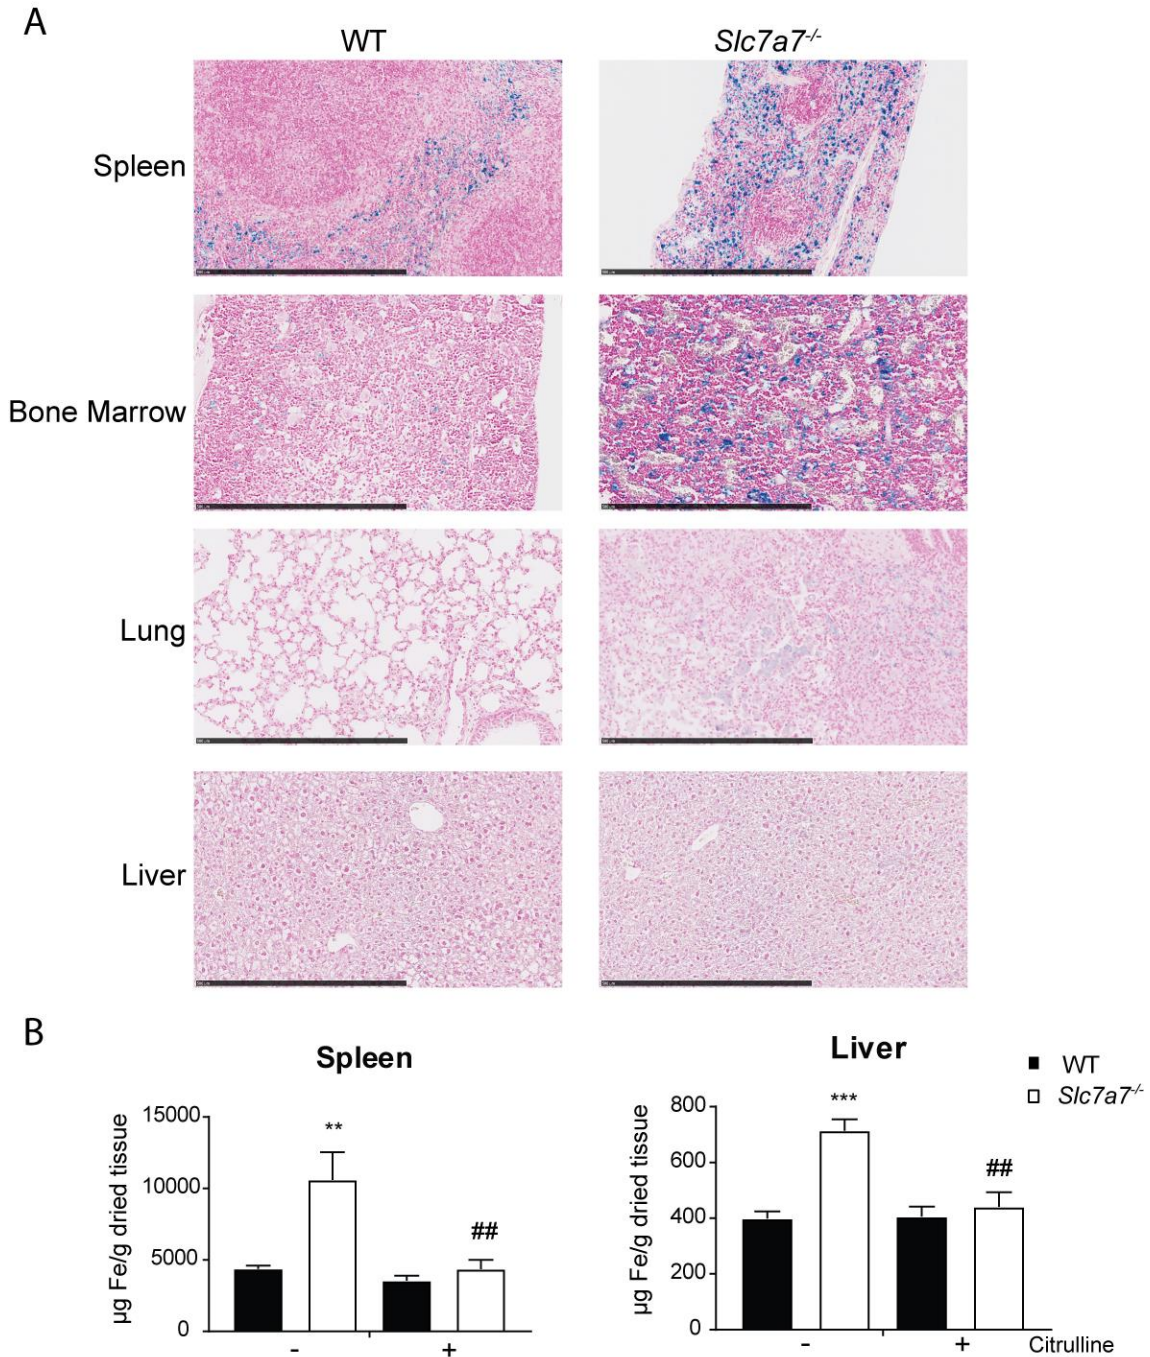 A
WT
Slc7a7-/-
Spleen
Bone Marrow
Lung
Liver
B
Spleen
µg Fe/g dried tissue
15000
10000
5000
0
**
##
-
+
Liver
µg Fe/g dried tissue
800
600
400
200
0
***
##
-
+
Citrulline
WT
Slc7a7-/-